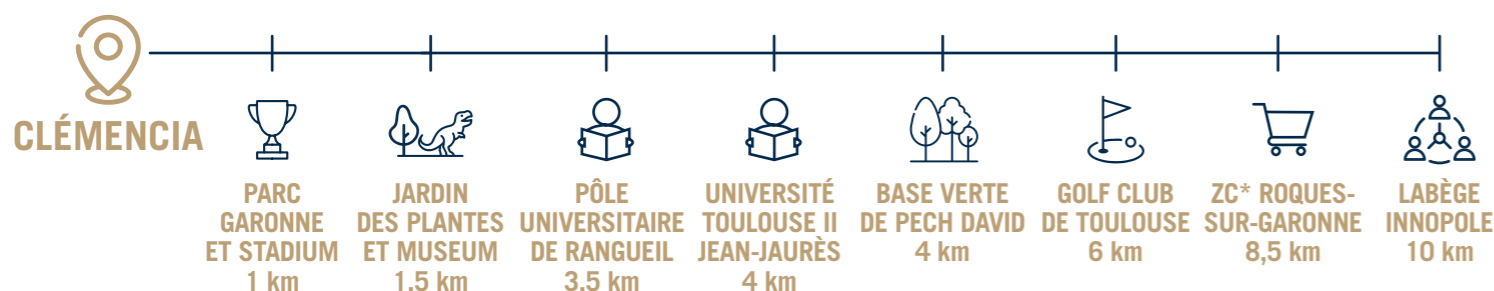 CLÉMENCIA
PARC
GARONNE
ET STADIUM
1 km
JARDIN
DES PLANTES
ET MUSEUM
1,5 km
PÔLE
UNIVERSITAIRE
DE RANGUEIL
3,5 km
UNIVERSITÉ
TOULOUSE II
JEAN-JAURÈS
4 km
BASE VERTE
DE PECH DAVID
4 km
GOLF CLUB
DE TOULOUSE
6 km
ZC* ROQUES-
SUR-GARONNE
8,5 km
LABÈGE
INNOPOLE
10 km